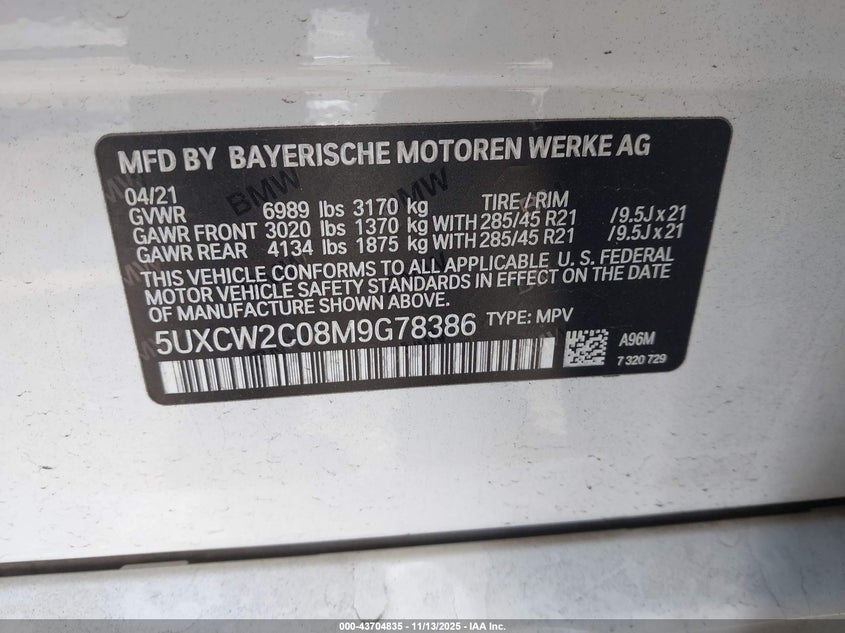 MFD BY BAYERISCHE MOTOREN WERKE AG
04/21 TIRE/RIM
GVWR 6989 lbs 3170 kg
GAWR FRONT 3020 lbs 1370 kg WITH 285/45 R21 /9.5J x 21
GAWR REAR 4134 lbs 1875 kg WITH 285/45 R21 /9.5J x 21
THIS VEHICLE CONFORMS TO ALL APPLICABLE U.S. FEDERAL
MOTOR VEHICLE SAFETY STANDARDS IN EFFECT ON THE DATE
OF MANUFACTURE SHOWN ABOVE.
5UXCW2C08M9G78386 TYPE: MPV
A96M
7 320 729
BMW
BMW
BMW
000-43704835 - 11/13/2025 - IAA Inc.